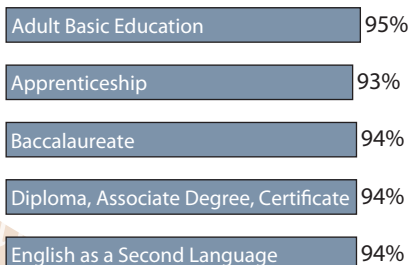 Adult Basic Education 95%
Apprenticeship 93%
Baccalaureate 94%
Diploma, Associate Degree, Certificate 94%
English as a Second Language 94%